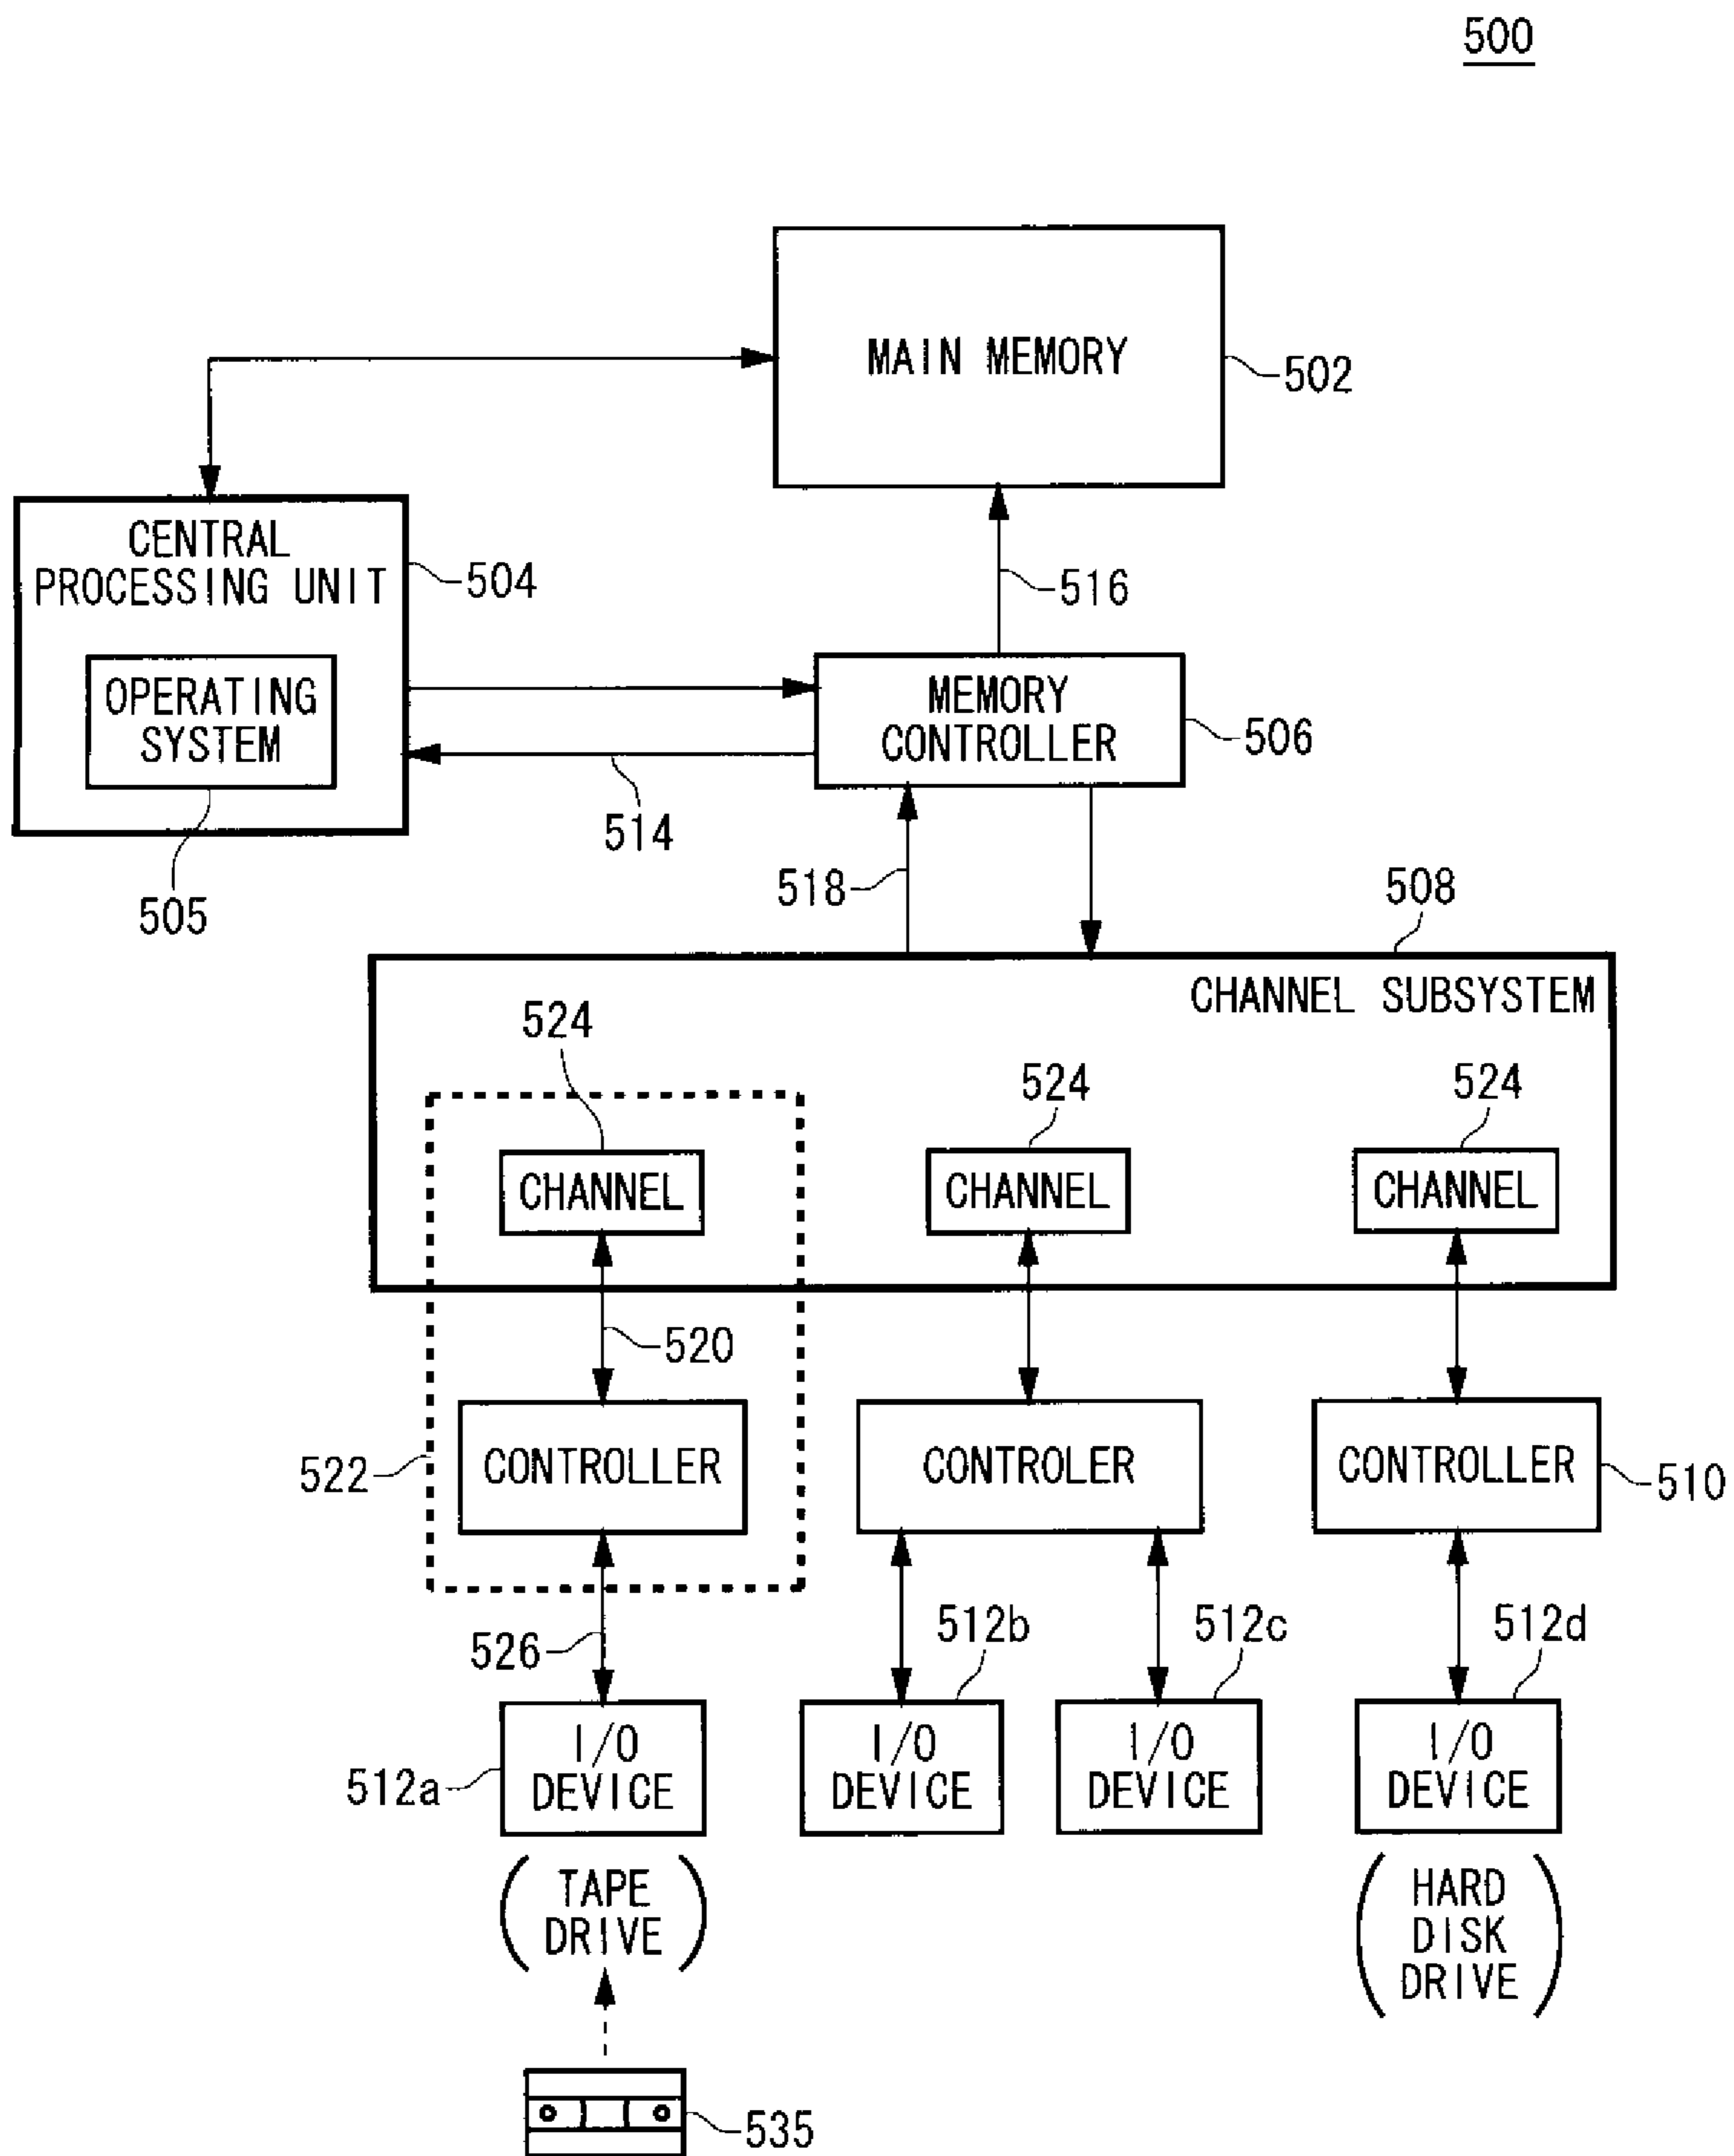 500
MAIN MEMORY
502
CENTRAL
PROCESSING UNIT
504
516
OPERATING
SYSTEM
MEMORY
CONTROLLER
506
514
505
518
508
CHANNEL SUBSYSTEM
524
524
524
CHANNEL
CHANNEL
CHANNEL
520
522
CONTROLLER
CONTROLER
CONTROLLER
510
526
512b
512c
512d
512a
I/O
DEVICE
I/O
DEVICE
I/O
DEVICE
I/O
DEVICE
(TAPE
DRIVE)
(HARD
DISK
DRIVE)
535